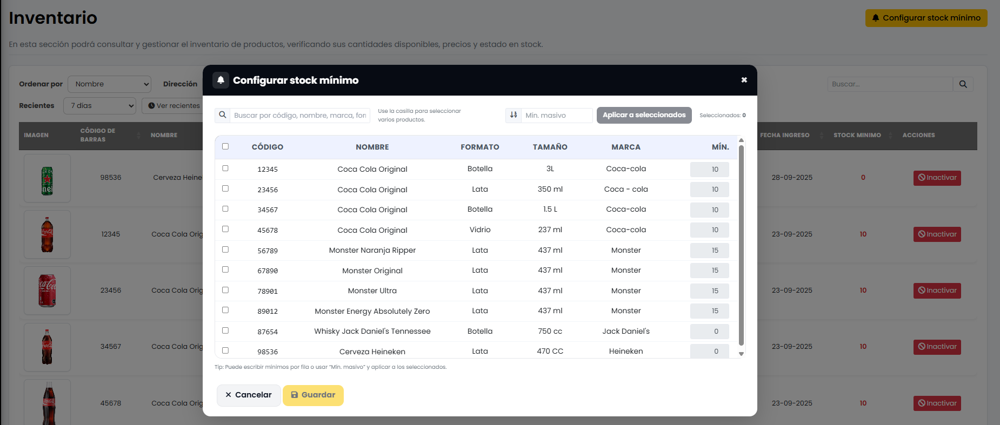 Inventario
Configurar stock mínimo
En esta sección podrá consultar y gestionar el inventario de productos, verificando sus cantidades disponibles, precios y estado en stock.
Ordenar por Nombre Dirección
Buscar...
Recientes 7 días Ver recientes
IMAGEN CÓDIGO DE BARRAS NOMBRE FECHA INGRESO STOCK MINIMO ACCIONES
98536 Cerveza Heine 28-09-2025 0 Inactivar
12345 Coca Cola Orig 23-09-2025 10 Inactivar
23456 Coca Cola Orig 23-09-2025 10 Inactivar
34567 Coca Cola Orig 23-09-2025 10 Inactivar
45678 Coca Cola Orig 23-09-2025 10 Inactivar
Configurar stock mínimo
Buscar por código, nombre, marca, for
Use la casilla para seleccionar
varios productos.
Mín. masivo
Aplicar a seleccionados
Seleccionados: 0
CÓDIGO NOMBRE FORMATO TAMAÑO MARCA MÍN.
12345 Coca Cola Original Botella 3L Coca-cola 10
23456 Coca Cola Original Lata 350 ml Coca - cola 10
34567 Coca Cola Original Botella 1.5 L Coca-cola 10
45678 Coca Cola Original Vidrio 237 ml Coca-cola 10
56789 Monster Naranja Ripper Lata 437 ml Monster 15
67890 Monster Original Lata 437 ml Monster 15
78901 Monster Ultra Lata 437 ml Monster 15
89012 Monster Energy Absolutely Zero Lata 437 ml Monster 15
87654 Whisky Jack Daniel's Tennessee Botella 750 cc Jack Daniel's 0
98536 Cerveza Heineken Lata 470 CC Heineken 0
Tip: Puede escribir mínimos por fila o usar “Mín. masivo” y aplicar a los seleccionados.
Cancelar
Guardar